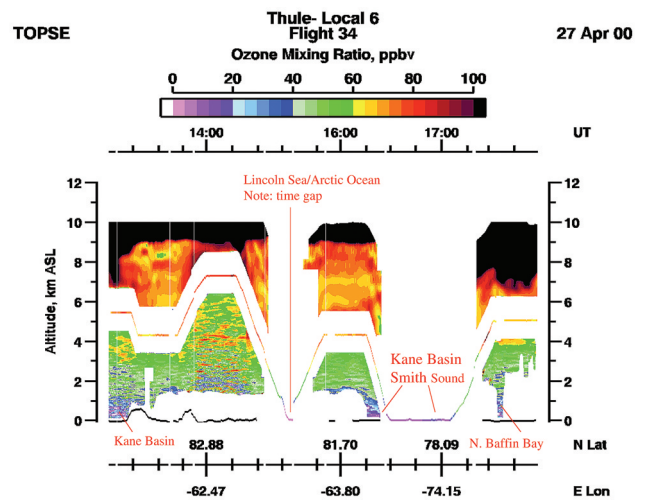 TOPSE
Thule- Local 6
Flight 34
27 Apr 00
Ozone Mixing Ratio, ppbv
0 20 40 60 80 100
14:00 16:00 17:00 UT
Lincoln Sea/Arctic Ocean
Note: time gap
12 12
10 10
8 8
6 6
4 4
2 2
0 0
Altitude, km ASL
Kane Basin
Smith Sound
Kane Basin
N. Baffin Bay
82.88 81.70 78.09 N Lat
-62.47 -63.80 -74.15 E Lon